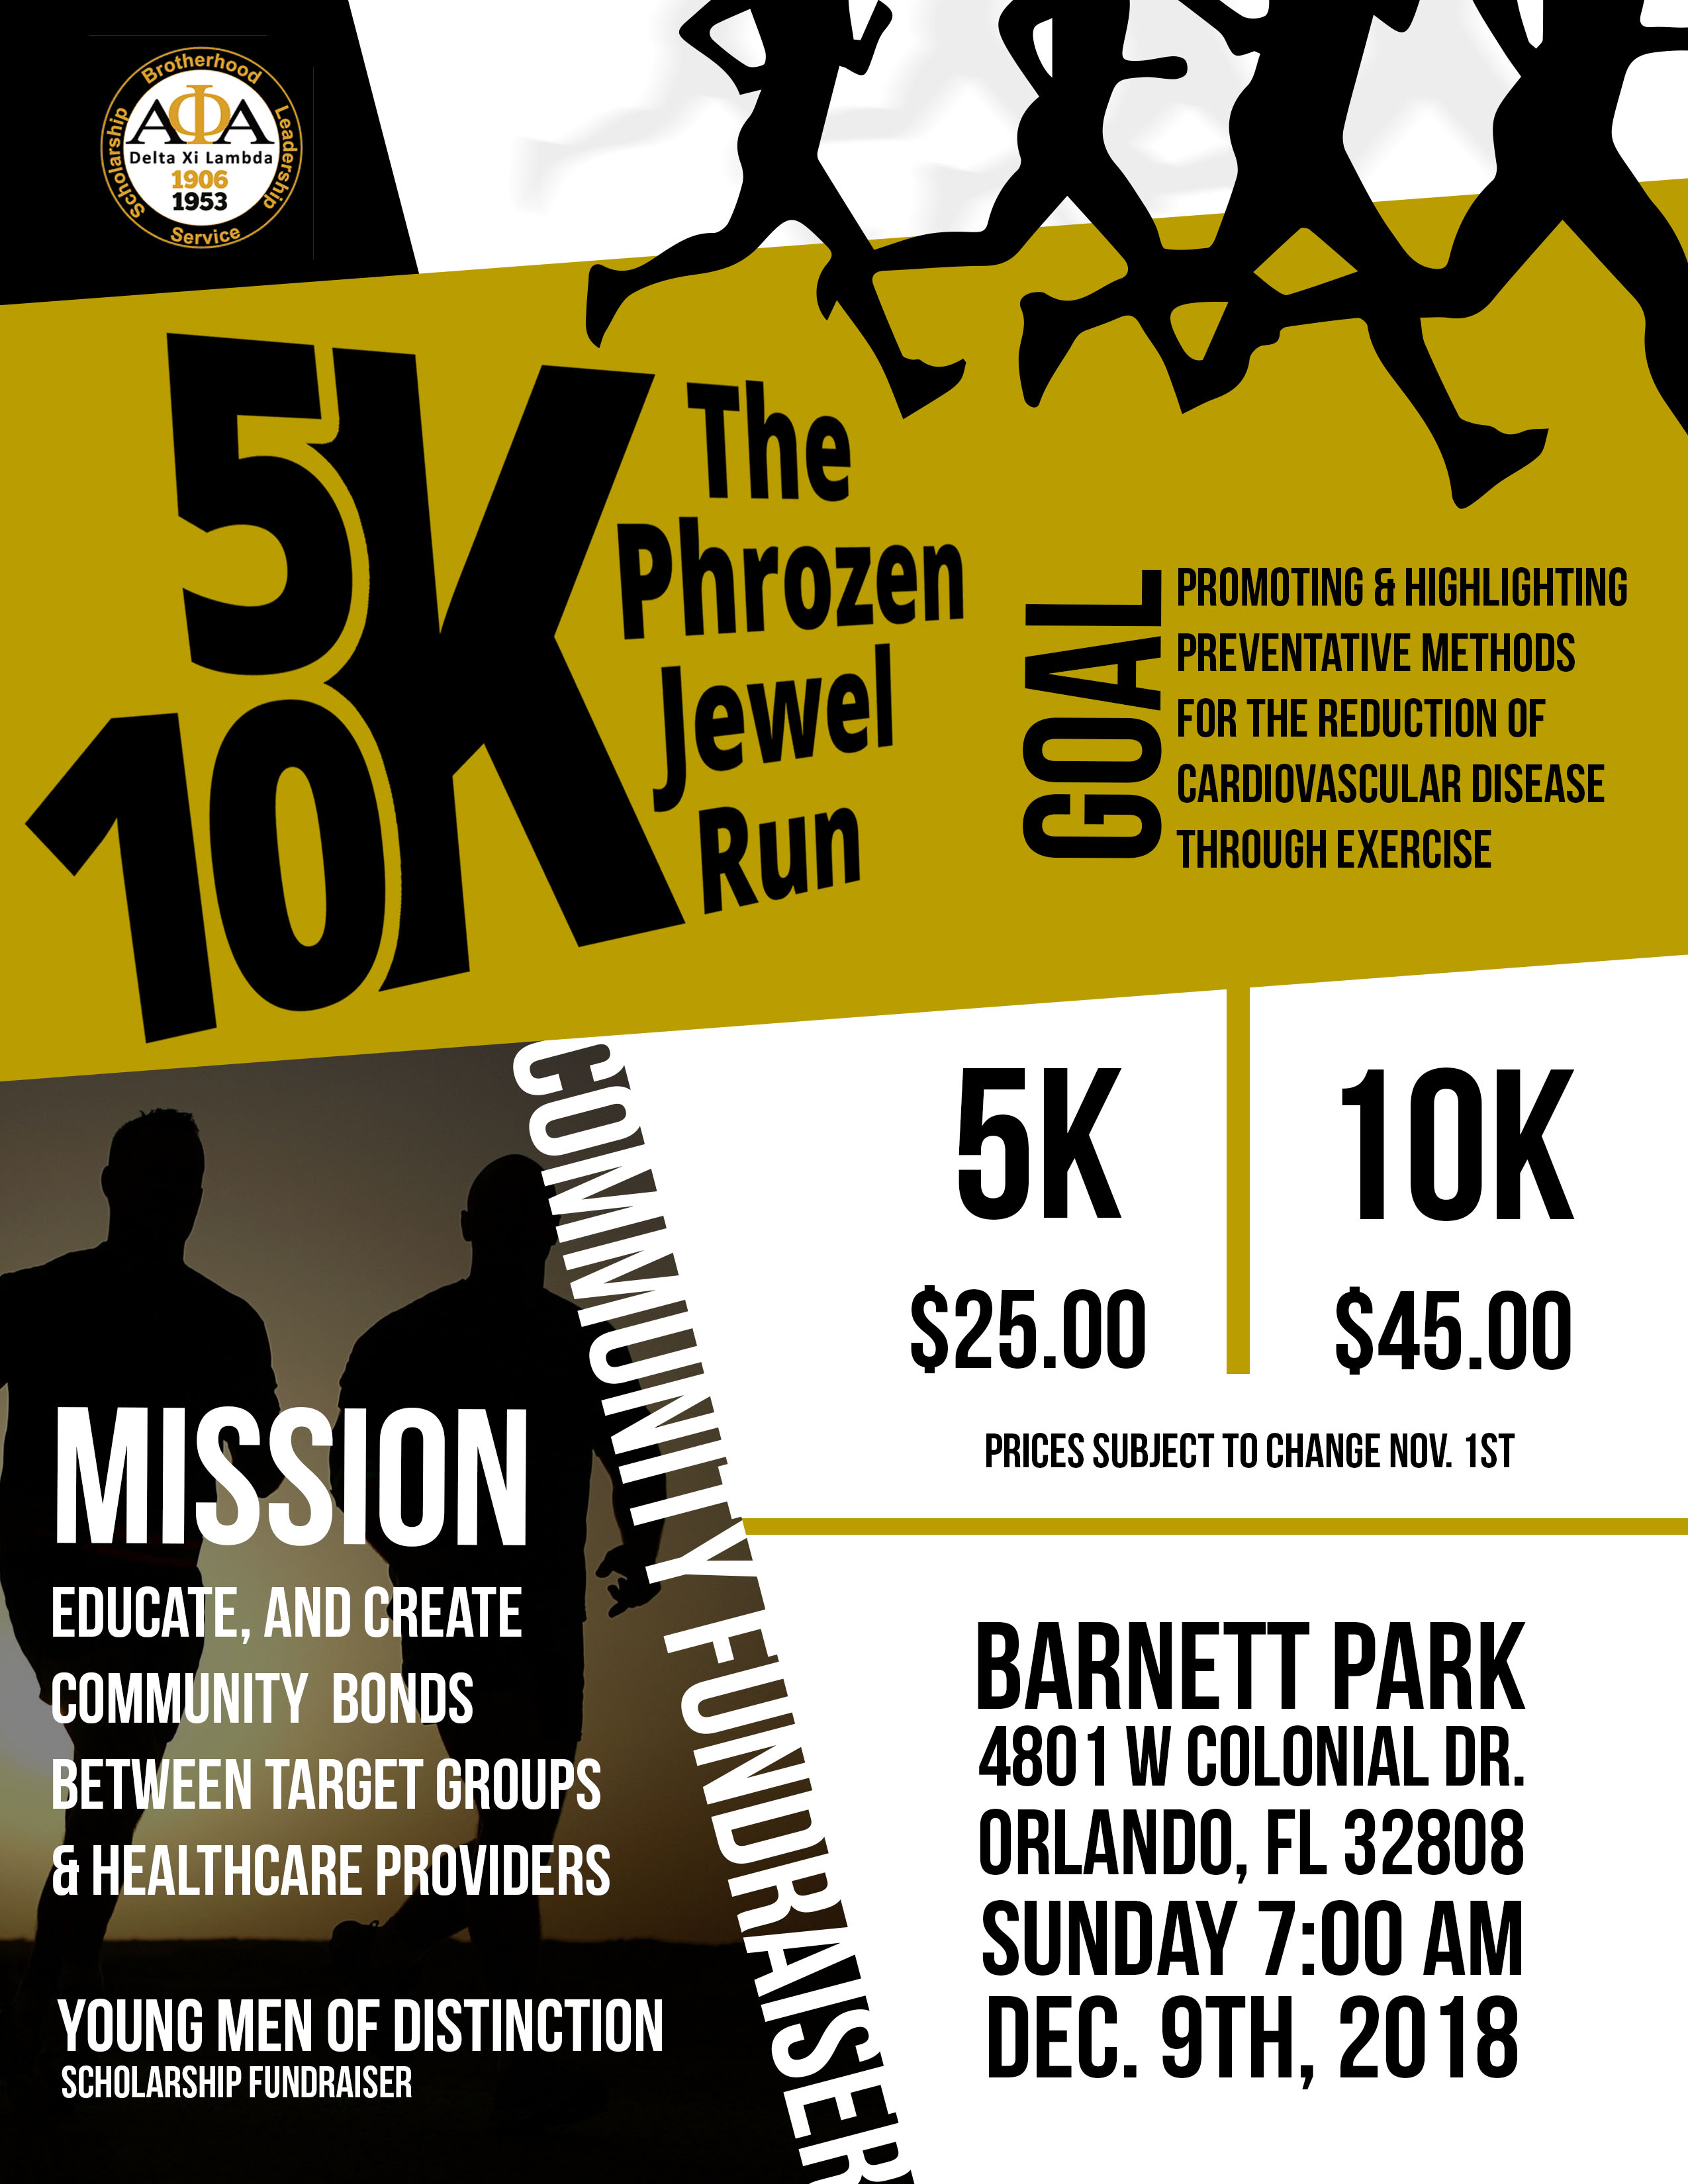 Brotherhood
Scholarship
Leadership
ΑΦΑ
Delta Xi Lambda
1906
1953
Service
5K
10K
The
Phrozen
Jewel
Run
GOAL
PROMOTING & HIGHLIGHTING
PREVENTATIVE METHODS
FOR THE REDUCTION OF
CARDIOVASCULAR DISEASE
THROUGH EXERCISE
COMMUNITY FUNDRAISER
5K
$25.00
10K
$45.00
PRICES SUBJECT TO CHANGE NOV. 1ST
MISSION
EDUCATE, AND CREATE
COMMUNITY BONDS
BETWEEN TARGET GROUPS
& HEALTHCARE PROVIDERS
YOUNG MEN OF DISTINCTION
SCHOLARSHIP FUNDRAISER
BARNETT PARK
4801 W COLONIAL DR.
ORLANDO, FL 32808
SUNDAY 7:00 AM
DEC. 9TH, 2018